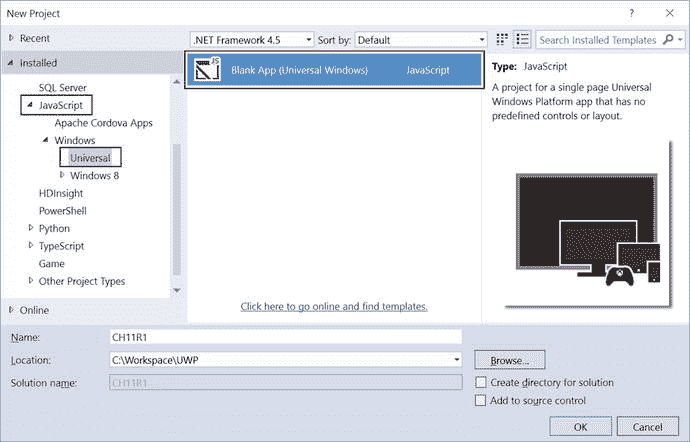 New Project
?
Recent
.NET Framework 4.5
Sort by: Default
Search Installed Templates
Installed
SQL Server
JavaScript
Apache Cordova Apps
Windows
Universal
Windows 8
HDInsight
PowerShell
Python
TypeScript
Game
Other Project Types
Online
JS
Blank App (Universal Windows)
JavaScript
Click here to go online and find templates.
Type: JavaScript
A project for a single page Universal
Windows Platform app that has no
predefined controls or layout.
Name:
CH11R1
Location:
C:\Workspace\UWP
Browse...
Solution name:
CH11R1
Create directory for solution
Add to source control
OK
Cancel